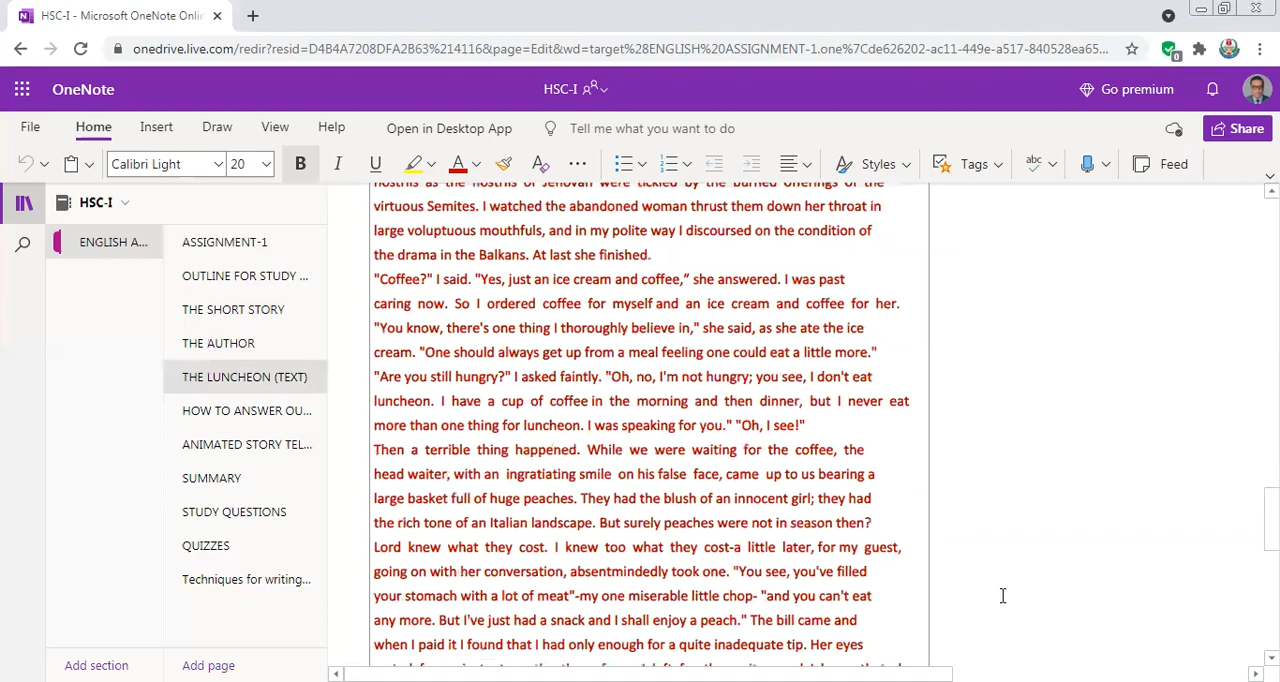 HSC-I - Microsoft OneNote Onlin
onedrive.live.com/redir?resid=D4B4A7208DFA2B63%214116&page=Edit&wd=target%28ENGLISH%20ASSIGNMENT-1.one%7Cde626202-ac11-449e-a517-840528ea65...
OneNote
HSC-I
Go premium
File Home Insert Draw View Help Open in Desktop App Tell me what you want to do
Share
Calibri Light 20 B I U A A Styles Tags abc Feed
HSC-I
ENGLISH A...
ASSIGNMENT-1
OUTLINE FOR STUDY ...
THE SHORT STORY
THE AUTHOR
THE LUNCHEON (TEXT)
HOW TO ANSWER OU...
ANIMATED STORY TEL...
SUMMARY
STUDY QUESTIONS
QUIZZES
Techniques for writing...
Add section
Add page
nostrils as the nostrils of Jehovah were tickled by the burned offerings of the
virtuous Semites. I watched the abandoned woman thrust them down her throat in
large voluptuous mouthfuls, and in my polite way I discoursed on the condition of
the drama in the Balkans. At last she finished.
"Coffee?" I said. "Yes, just an ice cream and coffee,” she answered. I was past
caring now. So I ordered coffee for myself and an ice cream and coffee for her.
"You know, there's one thing I thoroughly believe in," she said, as she ate the ice
cream. "One should always get up from a meal feeling one could eat a little more."
"Are you still hungry?" I asked faintly. "Oh, no, I'm not hungry; you see, I don't eat
luncheon. I have a cup of coffee in the morning and then dinner, but I never eat
more than one thing for luncheon. I was speaking for you." "Oh, I see!"
Then a terrible thing happened. While we were waiting for the coffee, the
head waiter, with an ingratiating smile on his false face, came up to us bearing a
large basket full of huge peaches. They had the blush of an innocent girl; they had
the rich tone of an Italian landscape. But surely peaches were not in season then?
Lord knew what they cost. I knew too what they cost-a little later, for my guest,
going on with her conversation, absentmindedly took one. "You see, you've filled
your stomach with a lot of meat"-my one miserable little chop- "and you can't eat
any more. But I've just had a snack and I shall enjoy a peach." The bill came and
when I paid it I found that I had only enough for a quite inadequate tip. Her eyes